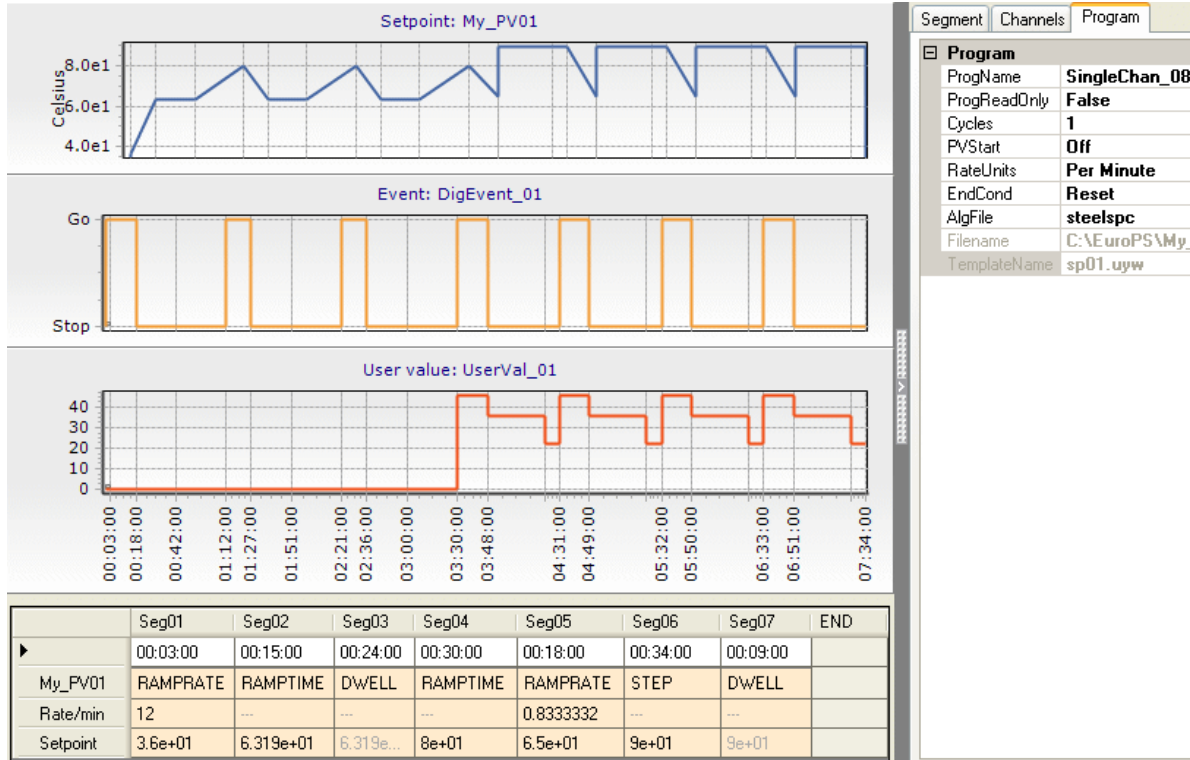 Setpoint: My_PV01
Celsius
8.0e1
6.0e1
4.0e1
Event: DigEvent_01
Go
Stop
User value: UserVal_01
40
30
20
10
0
00:03:00
00:18:00
00:42:00
01:12:00
01:27:00
01:51:00
02:21:00
02:36:00
03:00:00
03:30:00
03:48:00
04:31:00
04:49:00
05:32:00
05:50:00
06:33:00
06:51:00
07:34:00
Seg01 Seg02 Seg03 Seg04 Seg05 Seg06 Seg07 END
00:03:00 00:15:00 00:24:00 00:30:00 00:18:00 00:34:00 00:09:00
My_PV01 RAMPRATE RAMPTIME DWELL RAMPTIME RAMPRATE STEP DWELL
Rate/min 12 --- --- --- 0.8333332 --- ---
Setpoint 3.6e+01 6.319e+01 6.319e... 8e+01 6.5e+01 9e+01 9e+01
Segment Channels Program
Program
ProgName SingleChan_08
ProgReadOnly False
Cycles 1
PVStart Off
RateUnits Per Minute
EndCond Reset
AlgFile steelspc
Filename C:\EuroPS\My_
TemplateName sp01.uyw